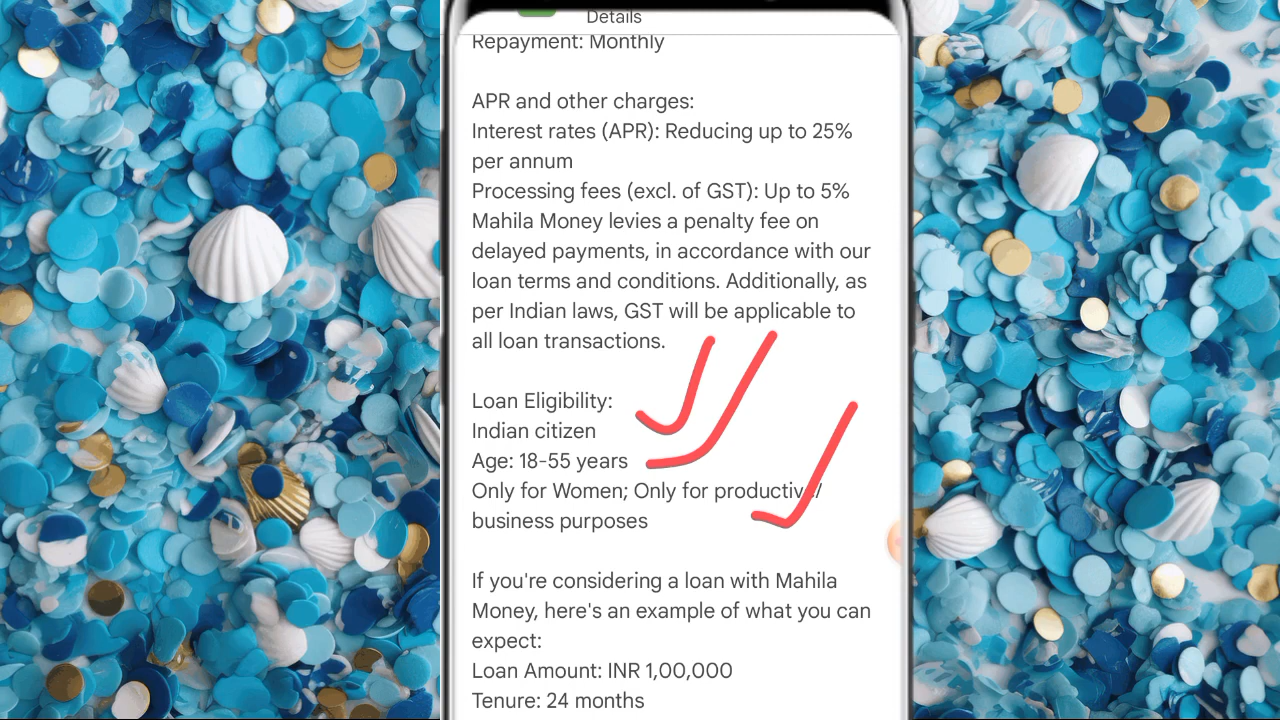 Details
Repayment: Monthly
APR and other charges:
Interest rates (APR): Reducing up to 25%
per annum
Processing fees (excl. of GST): Up to 5%
Mahila Money levies a penalty fee on
delayed payments, in accordance with our
loan terms and conditions. Additionally, as
per Indian laws, GST will be applicable to
all loan transactions.
Loan Eligibility:
Indian citizen
Age: 18-55 years
Only for Women; Only for productive/
business purposes
If you're considering a loan with Mahila
Money, here's an example of what you can
expect:
Loan Amount: INR 1,00,000
Tenure: 24 months